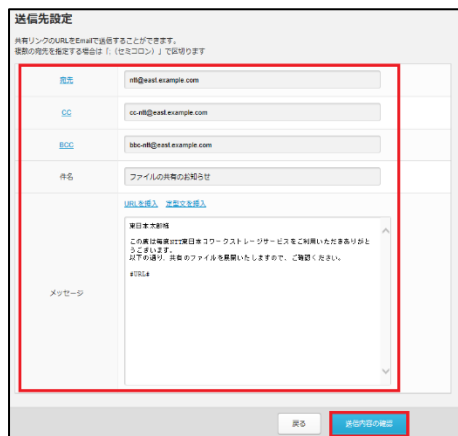 送信先設定
共有リンクのURLをEmailで送信することができます。
複数の宛先を指定する場合は「;（セミコロン）」で区切ります
宛先
ntt@east.example.com
CC
cc-ntt@east.example.com
BCC
bbc-ntt@east.example.com
件名
ファイルの共有のお知らせ
URLを挿入 定型文を挿入
メッセージ
東日本太郎様
この度は毎度NTT東日本コワークストレージサービスをご利用いただきありがと
うございます。
以下の通り、共有のファイルを展開いたしますので、ご確認ください。
#URL#
戻る 送信内容の確認